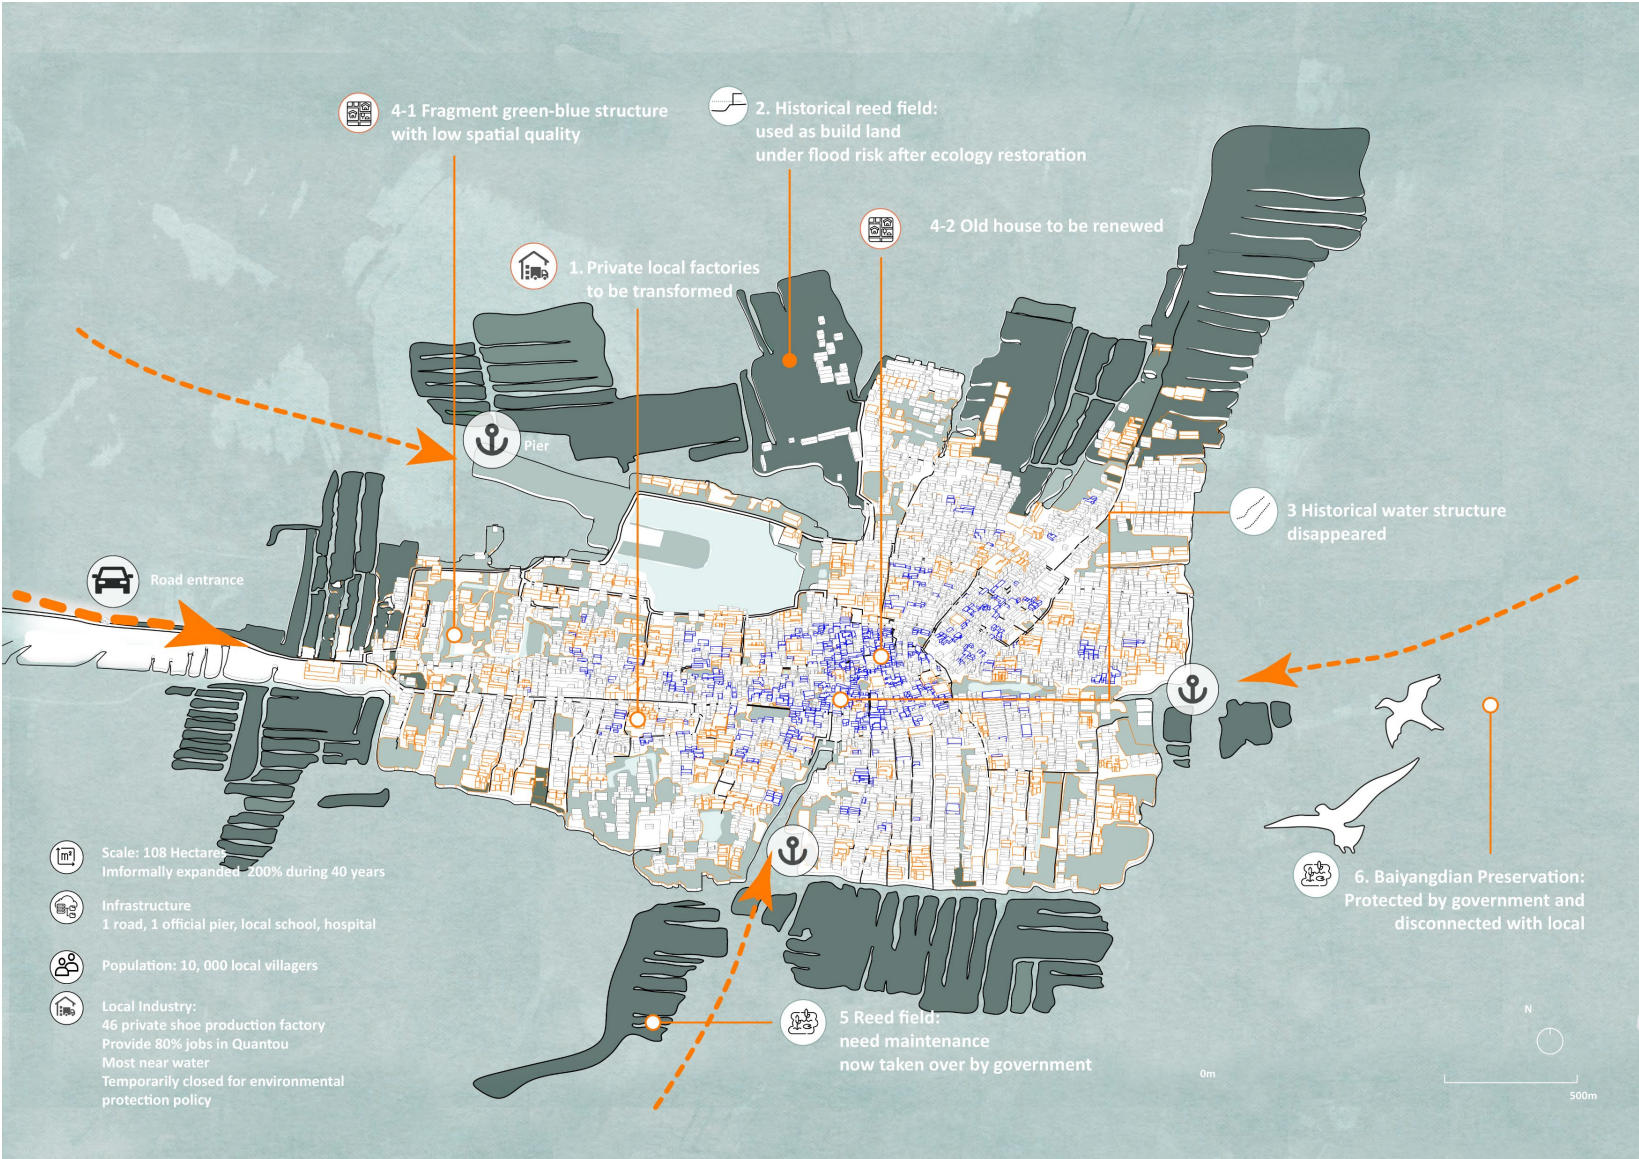 4-1 Fragment green-blue structure
with low spatial quality
2. Historical reed field:
used as build land
under flood risk after ecology restoration
4-2 Old house to be renewed
1. Private local factories
to be transformed
Pier
3 Historical water structure
disappeared
Road entrance
Scale: 108 Hectares
Imformally expanded 200% during 40 years
Infrastructure
1 road, 1 official pier, local school, hospital
Population: 10, 000 local villagers
Local Industry:
46 private shoe production factory
Provide 80% jobs in Quantou
Most near water
Temporarily closed for environmental
protection policy
m²
6. Baiyangdian Preservation:
Protected by government and
disconnected with local
5 Reed field:
need maintenance
now taken over by government
N
0m
500m